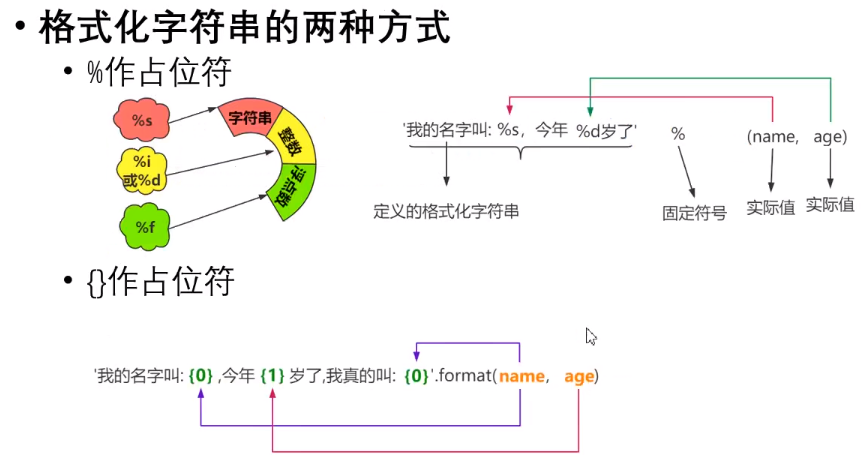 • 格式化字符串的两种方式
• %作占位符
%s
字符串
%i
或%d
整数
%f
浮点数
'我的名字叫: %s，今年 %d岁了' % (name, age)
定义的格式化字符串
固定符号
实际值
实际值
• {}作占位符
'我的名字叫: {0} ,今年 {1} 岁了,我真的叫: {0}'.format(name, age)